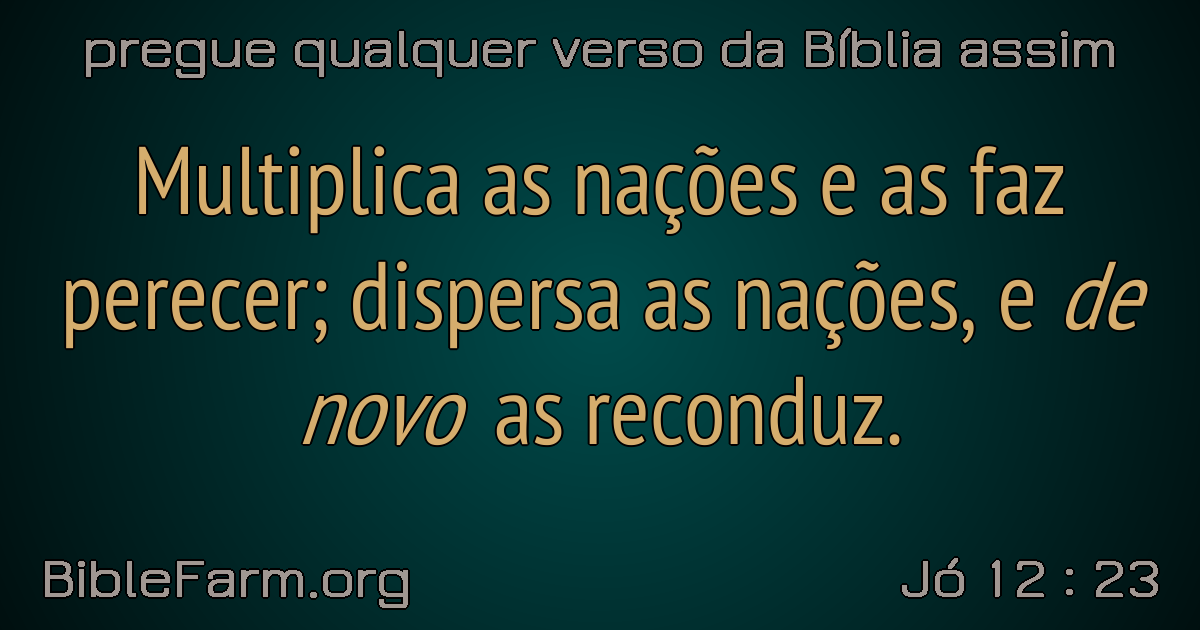 pregue qualquer verso da Bíblia assim
Multiplica as nações e as faz
perecer; dispersa as nações, e de
novo as reconduz.
BibleFarm.org
Jó 12 : 23